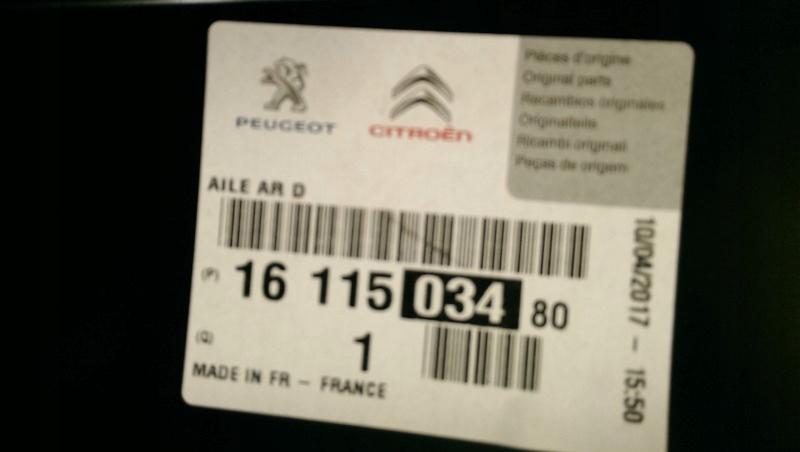 PEUGEOT
CITROËN
Pièces d'origine
Original parts
Recambios originales
Originalteile
Ricambi originali
Peças de origem
AILE AR D
(P) 16 115 034 80
(Q) 1
MADE IN FR – FRANCE
10/04/2017 – 15:50